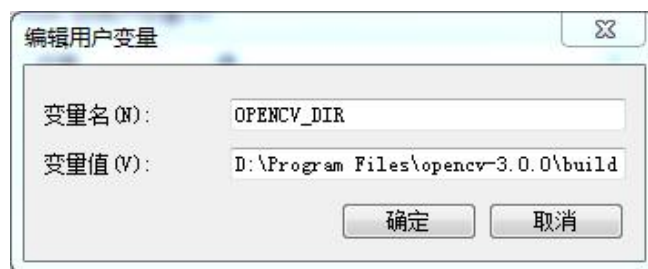 编辑用户变量
变量名(N): OPENCV_DIR
变量值(V): D:\Program Files\opencv-3.0.0\build
确定 取消